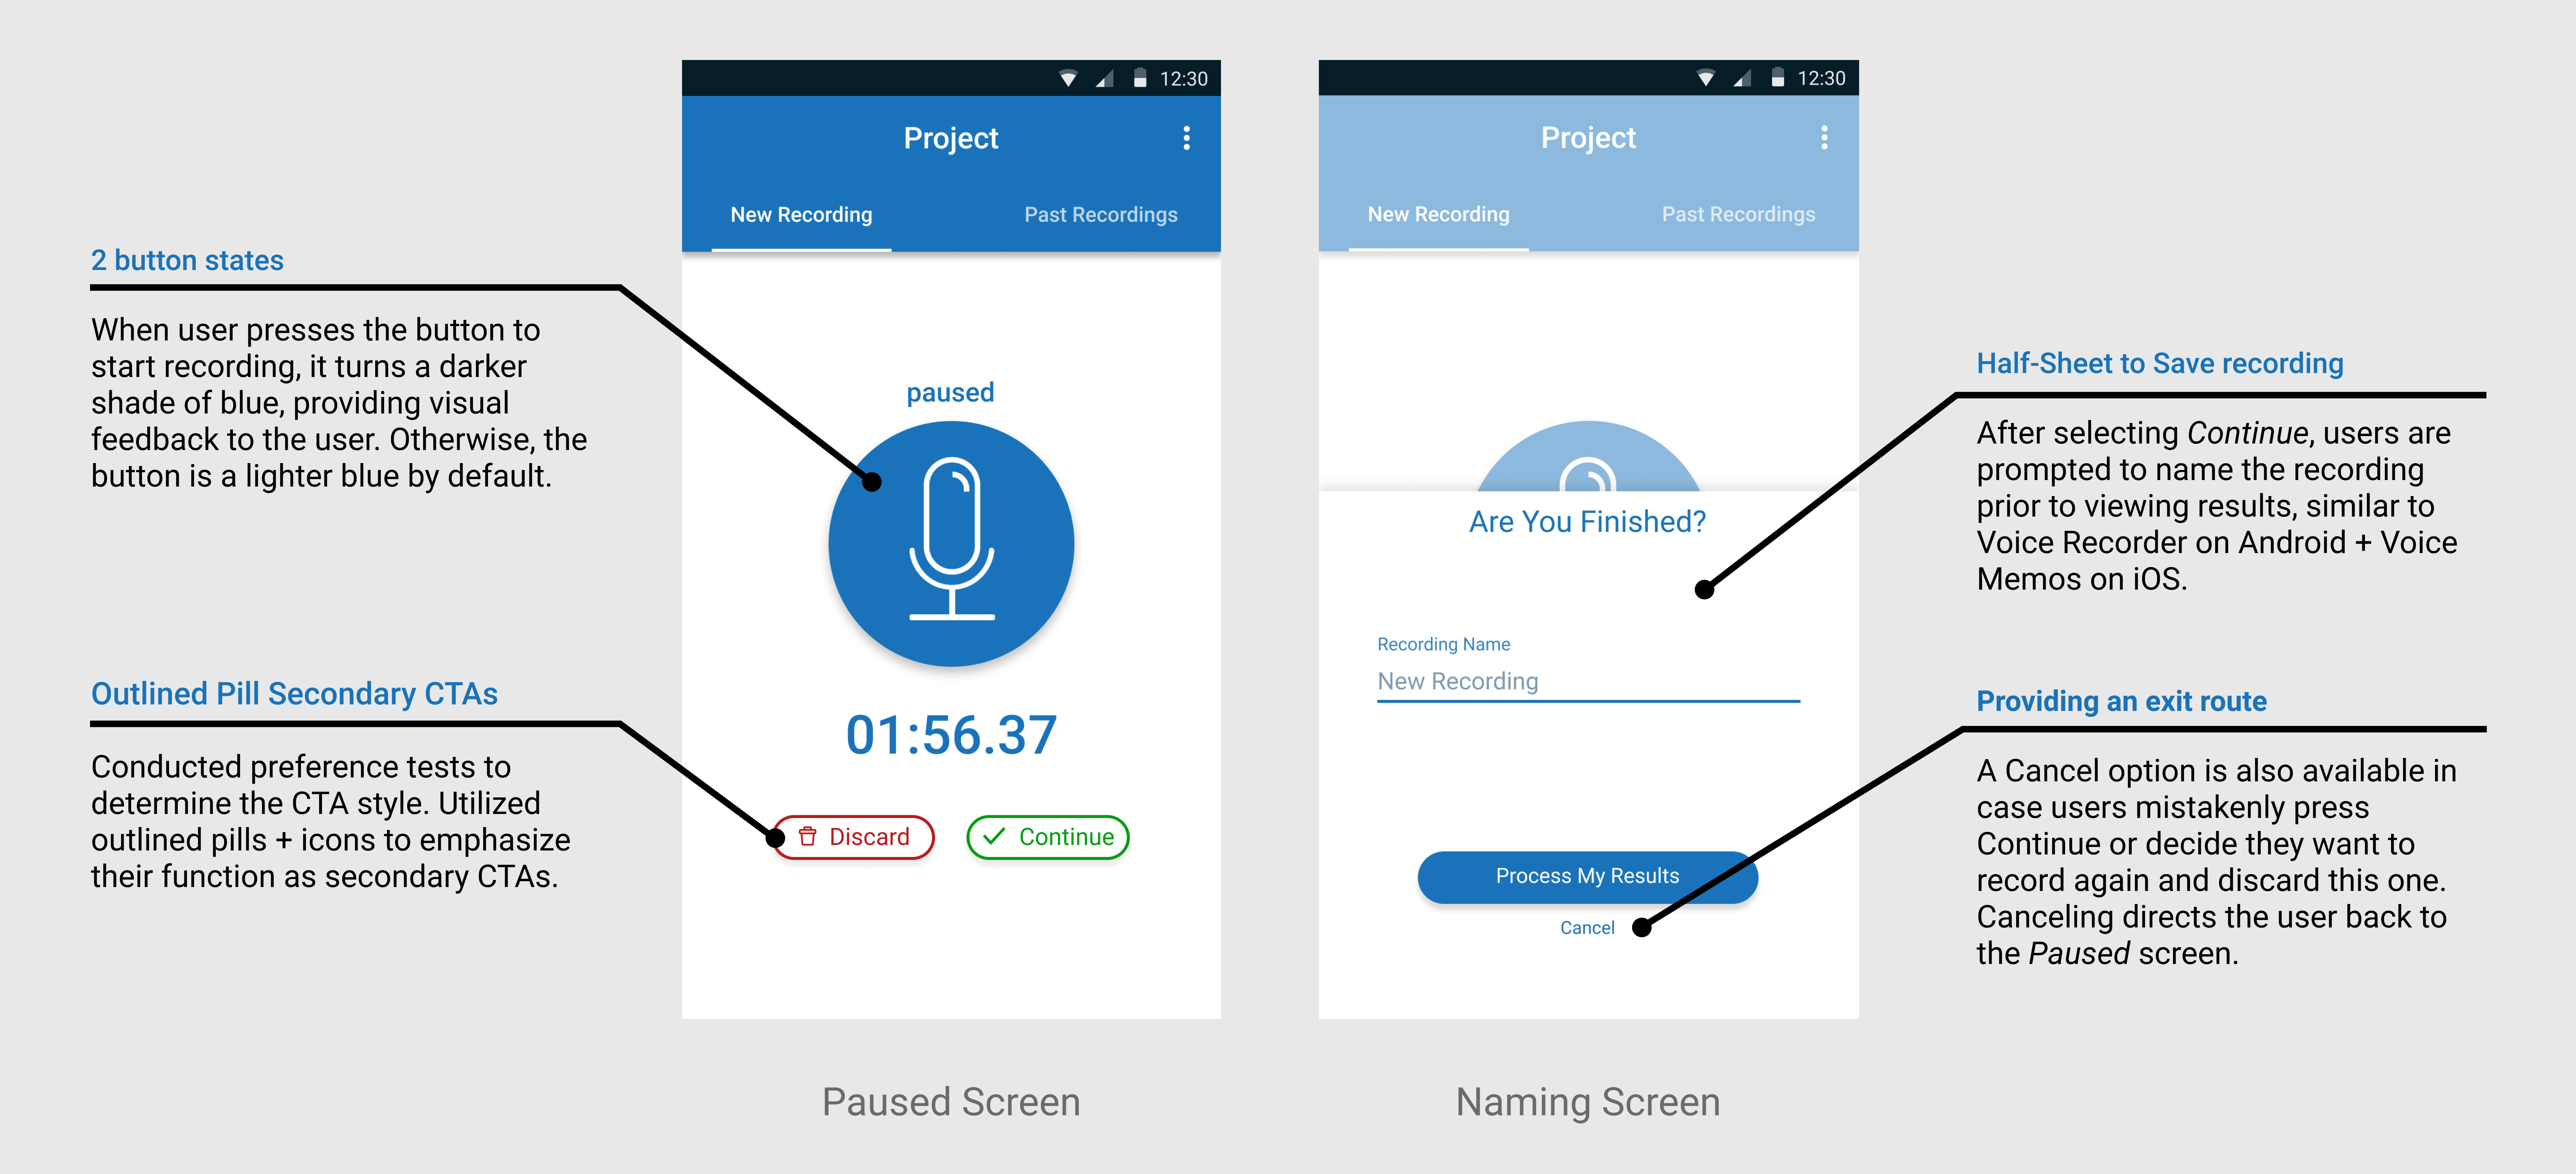 2 button states
When user presses the button to
start recording, it turns a darker
shade of blue, providing visual
feedback to the user. Otherwise, the
button is a lighter blue by default.
Outlined Pill Secondary CTAs
Conducted preference tests to
determine the CTA style. Utilized
outlined pills + icons to emphasize
their function as secondary CTAs.
12:30
Project
New Recording
Past Recordings
paused
01:56.37
Discard
Continue
Paused Screen
12:30
Project
New Recording
Past Recordings
Are You Finished?
Recording Name
New Recording
Process My Results
Cancel
Naming Screen
Half-Sheet to Save recording
After selecting Continue, users are
prompted to name the recording
prior to viewing results, similar to
Voice Recorder on Android + Voice
Memos on iOS.
Providing an exit route
A Cancel option is also available in
case users mistakenly press
Continue or decide they want to
record again and discard this one.
Canceling directs the user back to
the Paused screen.